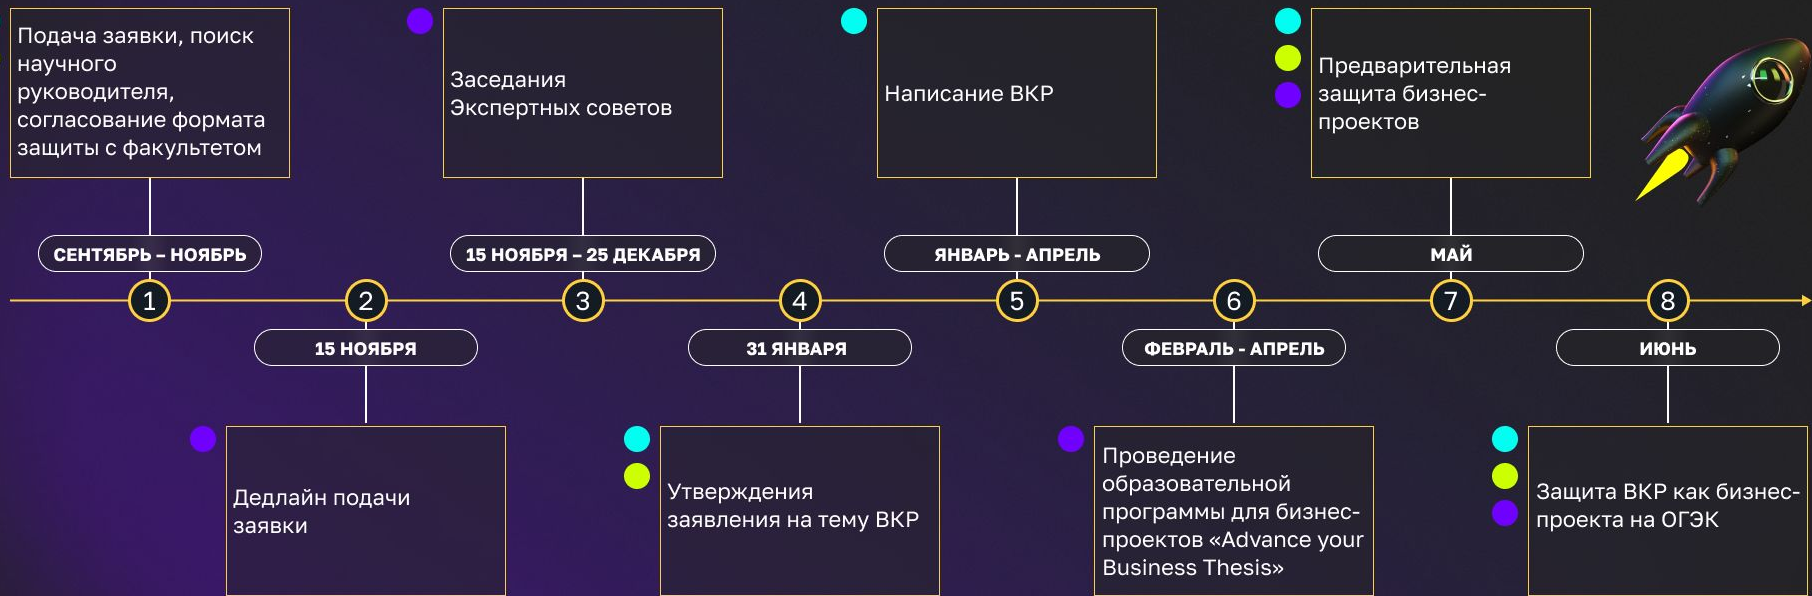 Подача заявки, поиск
научного
руководителя,
согласование формата
защиты с факультетом
Заседания
Экспертных советов
Написание ВКР
Предварительная
защита бизнес-
проектов
СЕНТЯБРЬ – НОЯБРЬ
15 НОЯБРЯ – 25 ДЕКАБРЯ
ЯНВАРЬ - АПРЕЛЬ
МАЙ
1
2
3
4
5
6
7
8
15 НОЯБРЯ
31 ЯНВАРЯ
ФЕВРАЛЬ - АПРЕЛЬ
ИЮНЬ
Дедлайн подачи
заявки
Утверждения
заявления на тему ВКР
Проведение
образовательной
программы для бизнес-
проектов «Advance your
Business Thesis»
Защита ВКР как бизнес-
проекта на ОГЭК